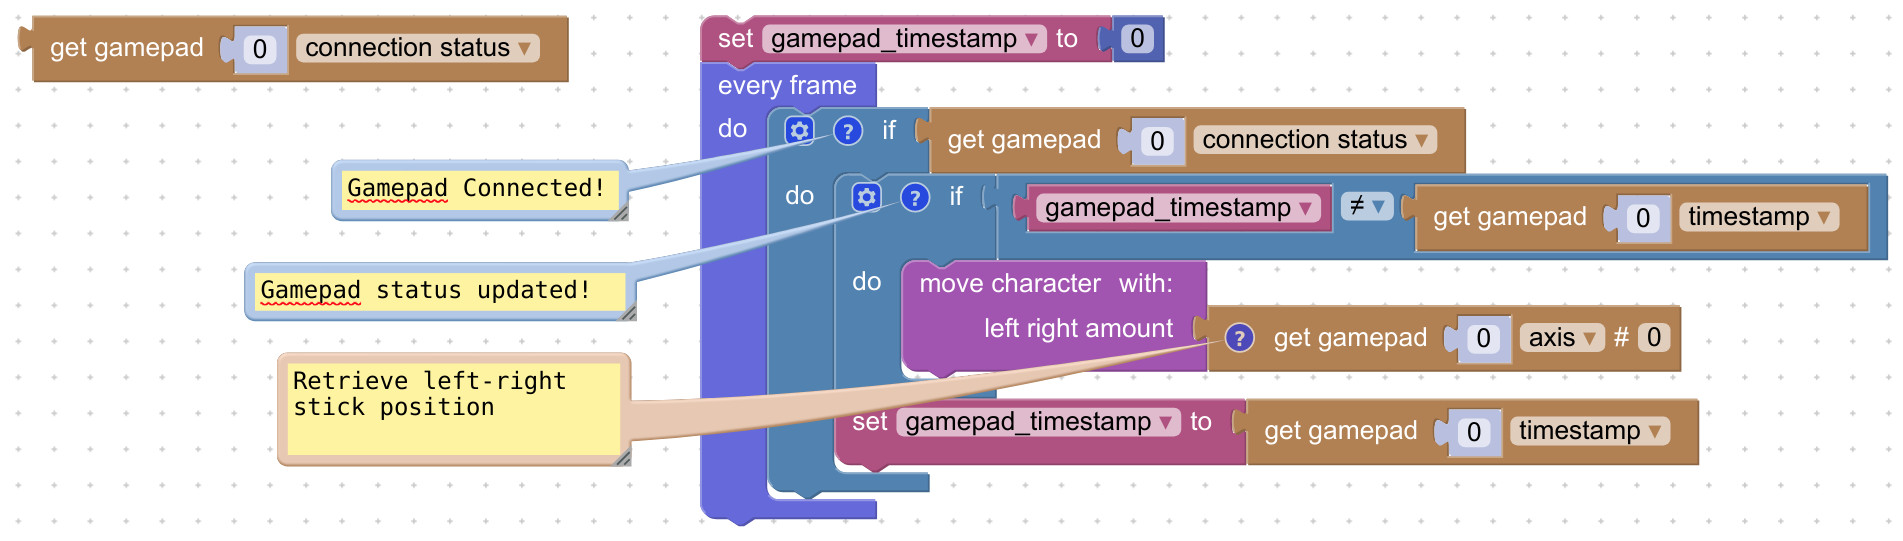 get gamepad 0 connection status ▾
set gamepad_timestamp ▾ to 0
every frame
do ? if get gamepad 0 connection status ▾
Gamepad Connected!
do ? if gamepad_timestamp ▾ ≠ ▾ get gamepad 0 timestamp ▾
Gamepad status updated!
do move character with:
left right amount ? get gamepad 0 axis ▾ # 0
Retrieve left-right
stick position
set gamepad_timestamp ▾ to get gamepad 0 timestamp ▾